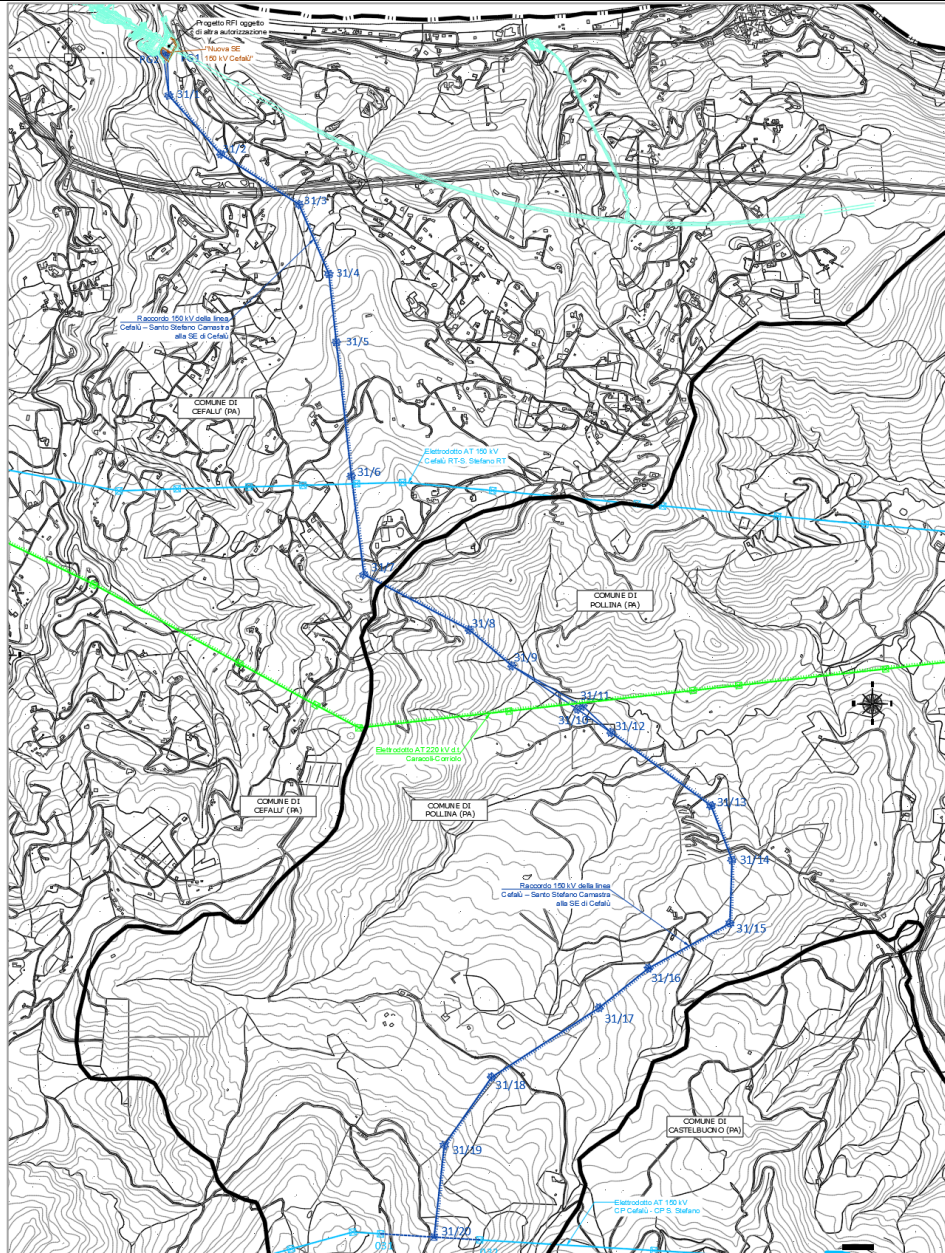 Progetto RFI oggetto
di altra autorizzazione
"Nuova SE
150 kV Cefalù"
PG2
PG1
31/1
31/2
31/3
31/4
Raccordo 150 kV della linea
Cefalù – Santo Stefano Camastra
alla SE di Cefalù
31/5
COMUNE DI
CEFALU' (PA)
Elettrodotto AT 150 kV
Cefalù RT-S. Stefano RT
31/6
31/7
COMUNE DI
POLLINA (PA)
31/8
31/9
31/11
31/10
31/12
Elettrodotto AT 220 kV d.t.
Caracoli-Corriolo
COMUNE DI
CEFALU' (PA)
COMUNE DI
POLLINA (PA)
31/13
31/14
Raccordo 150 kV della linea
Cefalù – Santo Stefano Camastra
alla SE di Cefalù
31/15
31/16
31/17
31/18
COMUNE DI
CASTELBUONO (PA)
31/19
Elettrodotto AT 150 kV
CP Cefalù - CP S. Stefano
31/20
031